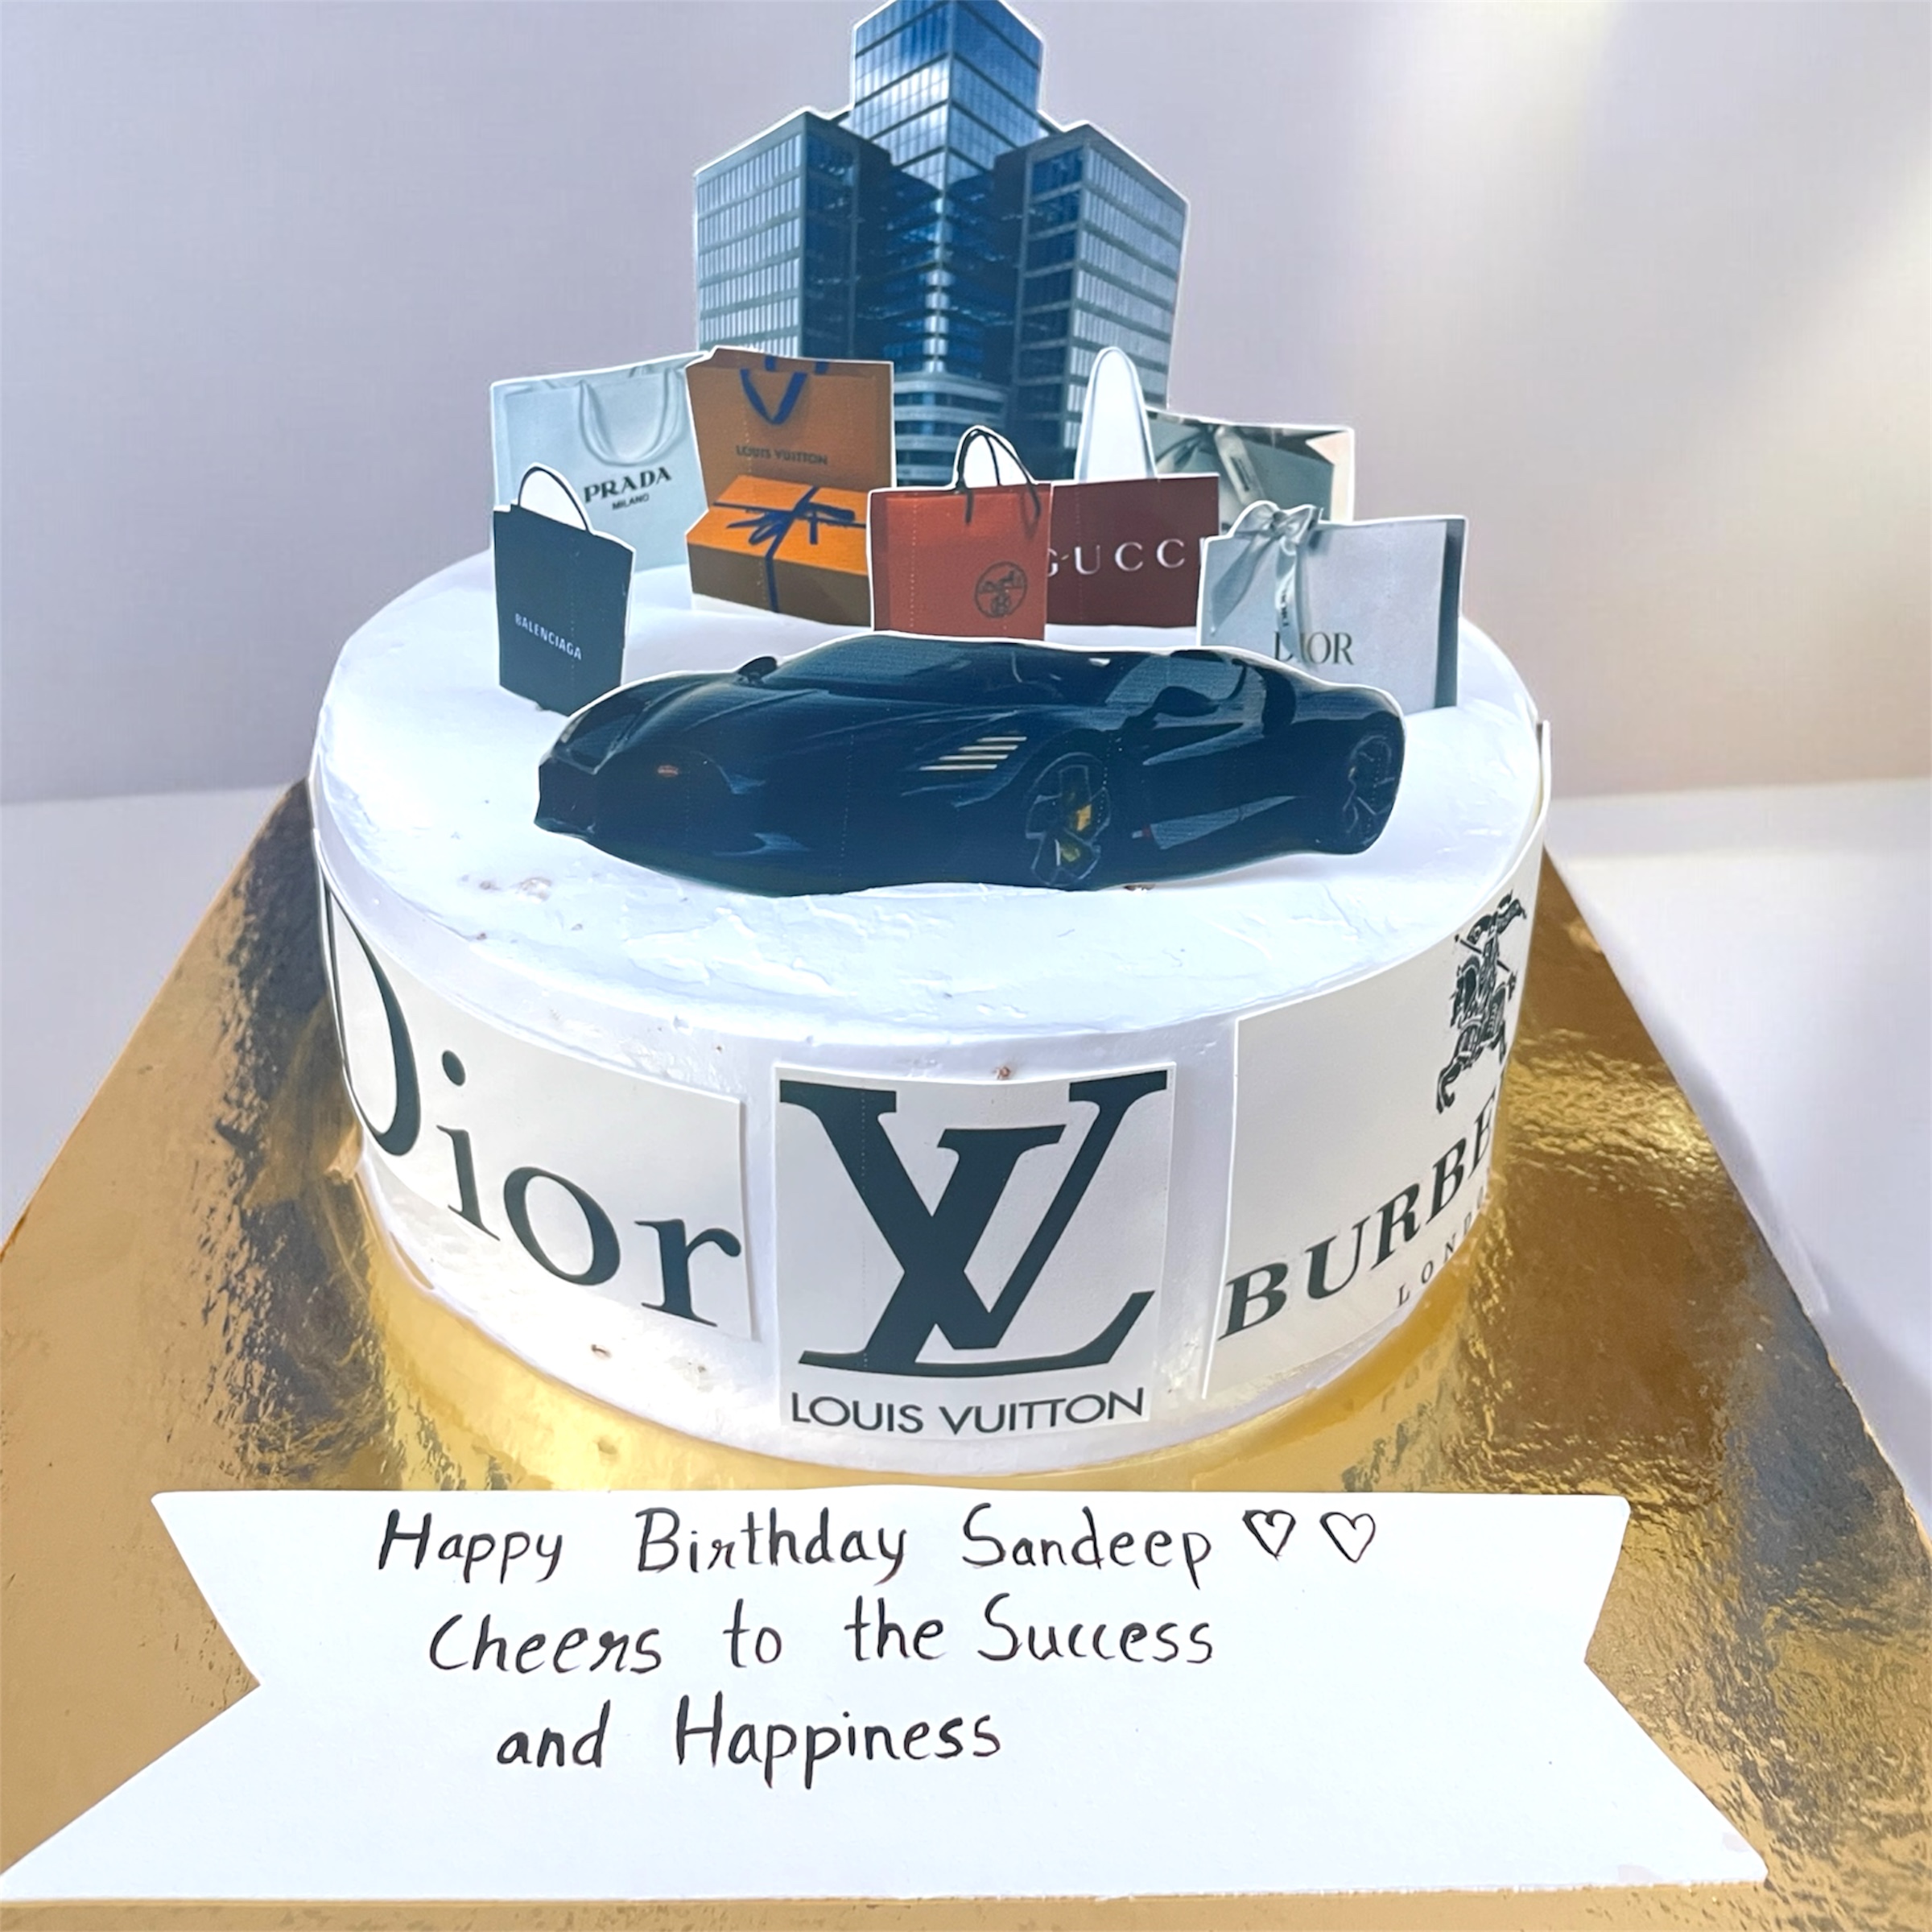 PRADA
MILANO
LOUIS VUITTON
BALENCIAGA
GUCCI
DIOR
Dior
LV
LOUIS VUITTON
BURBE
LONDO
Happy Birthday Sandeep ♡ ♡
Cheers to the Success
and Happiness